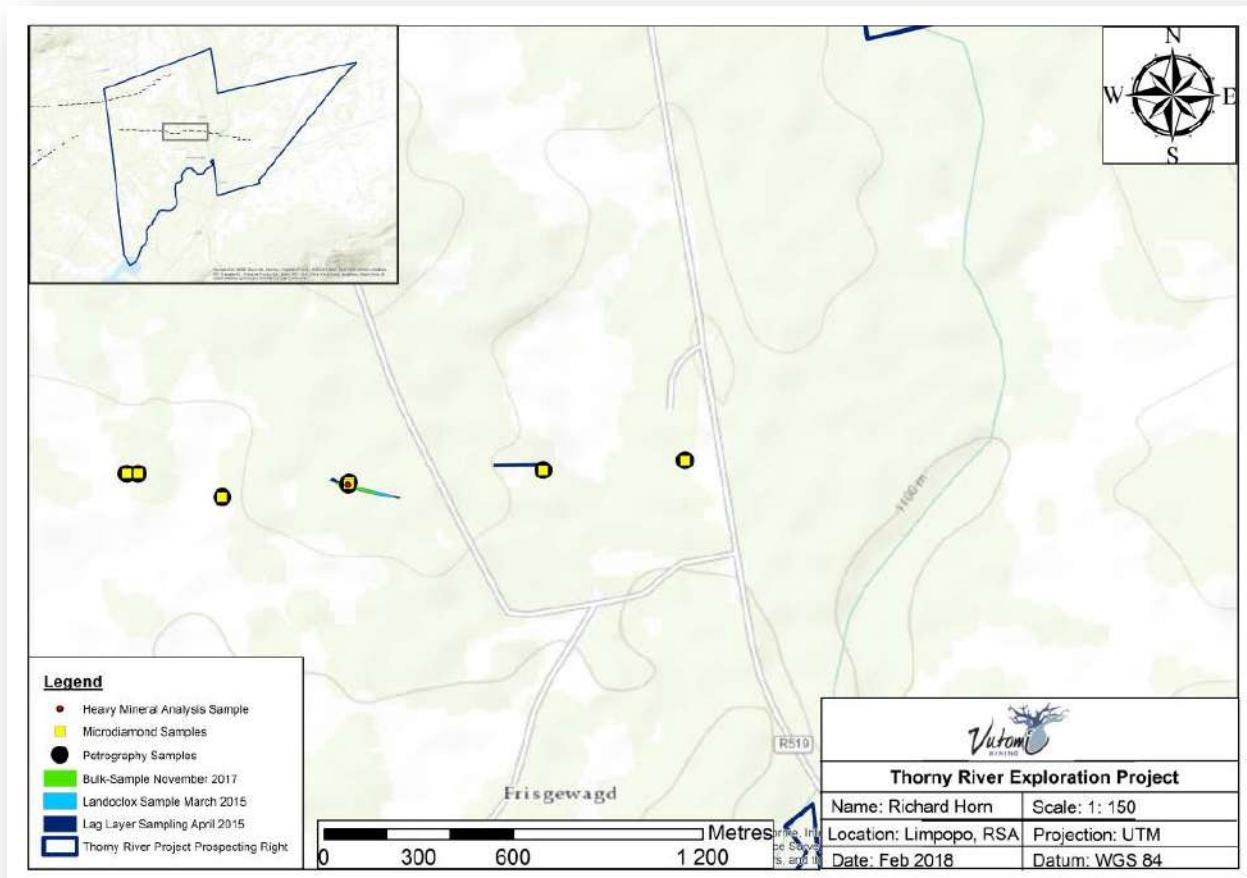 N
W E
S
1100 m
R519
Frisgewagd
Legend
Heavy Mineral Analysis Sample
Microdiamond Samples
Petrography Samples
Bulk-Sample November 2017
Landoclox Sample March 2015
Lag Layer Sampling April 2015
Thorny River Project Prospecting Right
Metres
0 300 600 1 200
Vutomi
MINING
Thorny River Exploration Project
Name: Richard Horn Scale: 1: 150
Location: Limpopo, RSA Projection: UTM
Date: Feb 2018 Datum: WGS 84